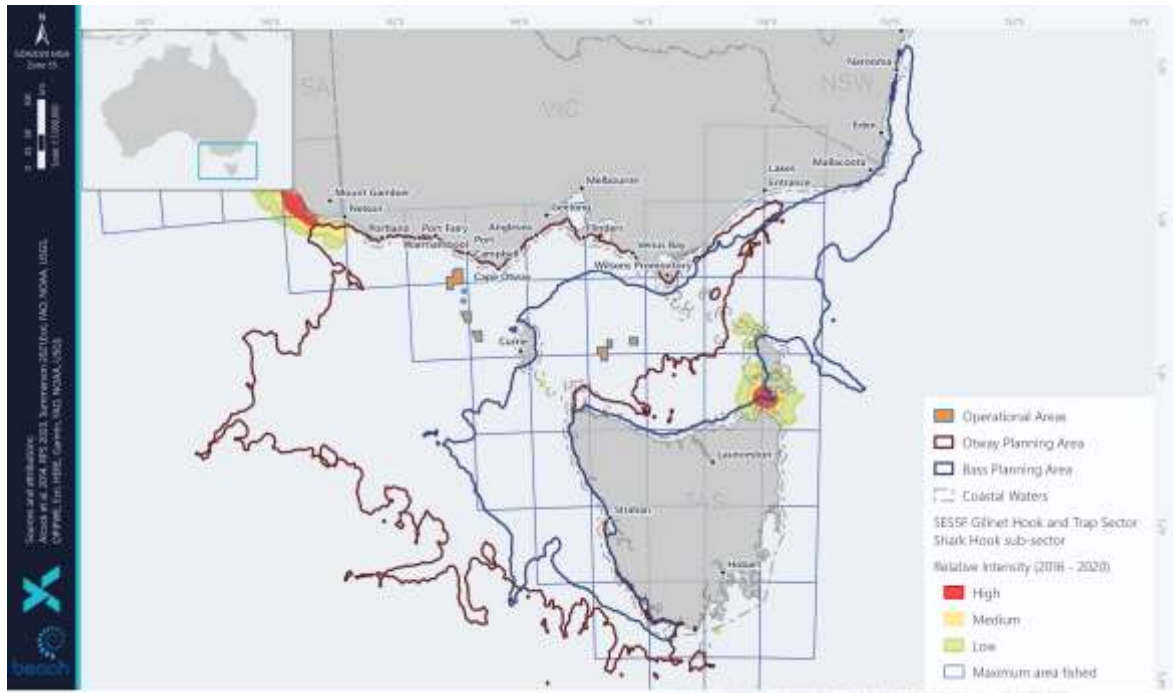 N
Zone 55
SA
VIC
NSW
Narooma
Eden
Mallacoota
Lakes
Entrance
Melbourne
Geelong
Mount Gambier
Nelson
Portland
Port Fairy
Warrnambool
Port
Campbell
Anglesea
Flinders
Venus Bay
Wilsons Promontory
Cape Otway
Currie
Launceston
TAS
Strahan
Hobart
Operational Areas
Otway Planning Area
Bass Planning Area
Coastal Waters
SESSF Gillnet Hook and Trap Sector
Shark Hook sub-sector
Relative Intensity (2016 - 2020)
High
Medium
Low
Maximum area fished
Sources and attributions:
beach